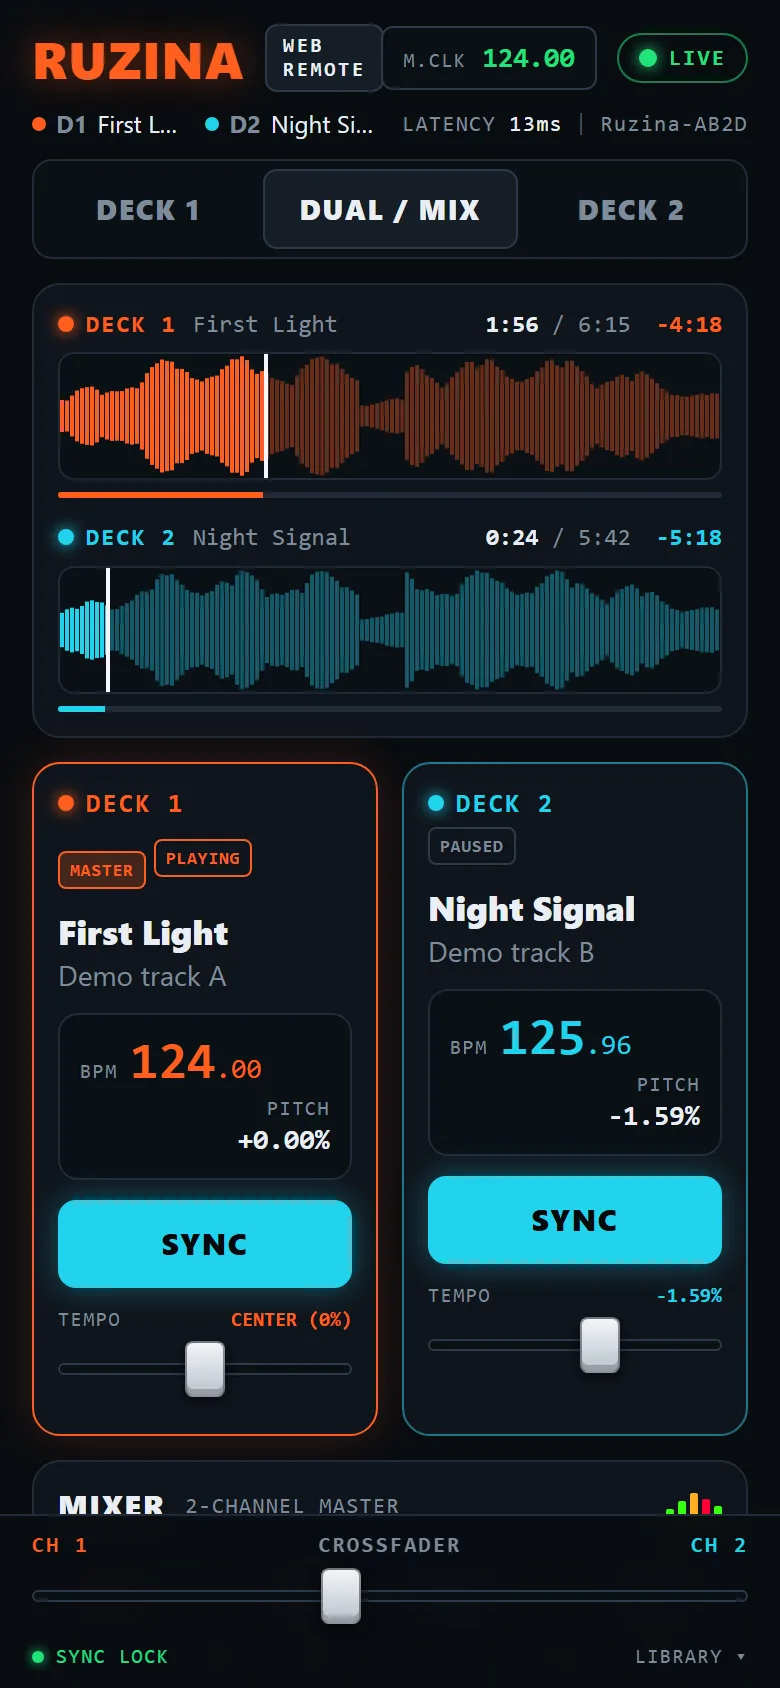 RUZINA WEB REMOTE M.CLK 124.00 LIVE
D1 First L... D2 Night Si... LATENCY 13ms | Ruzina-AB2D
DECK 1 DUAL / MIX DECK 2
DECK 1 First Light 1:56 / 6:15 -4:18
DECK 2 Night Signal 0:24 / 5:42 -5:18
DECK 1
MASTER PLAYING
First Light
Demo track A
BPM 124.00
PITCH
+0.00%
SYNC
TEMPO CENTER (0%)
DECK 2
PAUSED
Night Signal
Demo track B
BPM 125.96
PITCH
-1.59%
SYNC
TEMPO -1.59%
MIXER 2-CHANNEL MASTER
CH 1 CROSSFADER CH 2
SYNC LOCK LIBRARY ▾